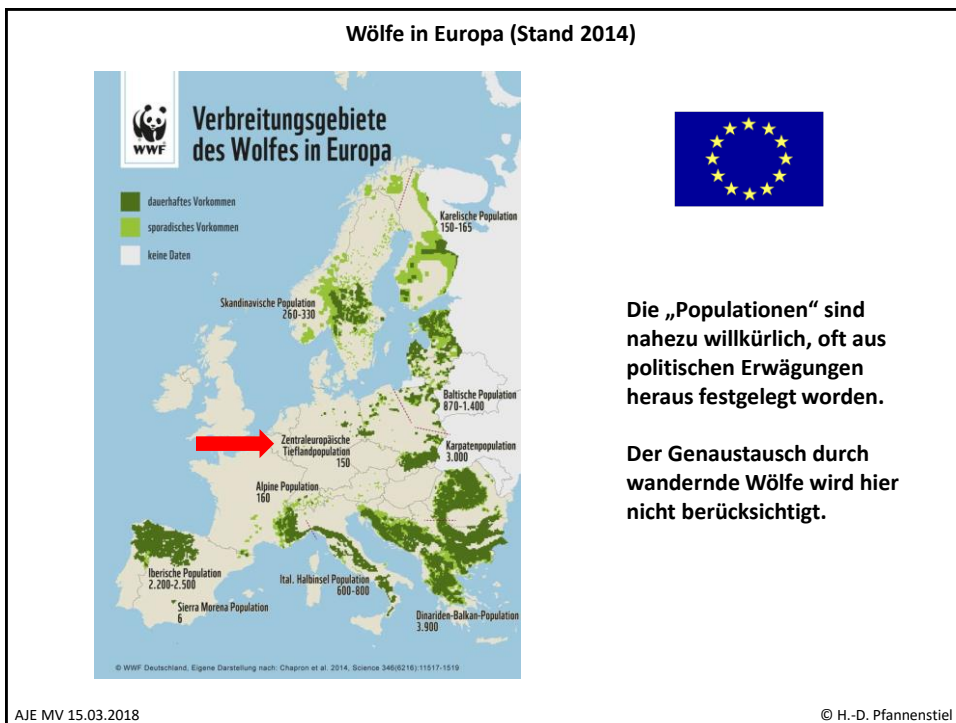 Wölfe in Europa (Stand 2014)
WWF
Verbreitungsgebiete
des Wolfes in Europa
dauerhaftes Vorkommen
sporadisches Vorkommen
keine Daten
Karelische Population
150-165
Skandinavische Population
260-330
Baltische Population
870-1.400
Zentraleuropäische
Tieflandpopulation
150
Karpatenpopulation
3.000
Alpine Population
160
Iberische Population
2.200-2.500
Ital. Halbinsel Population
600-800
Sierra Morena Population
6
Dinariden-Balkan-Population
3.900
© WWF Deutschland, Eigene Darstellung nach: Chapron et al. 2014, Science 346(6216):11517-1519
Die „Populationen“ sind
nahezu willkürlich, oft aus
politischen Erwägungen
heraus festgelegt worden.
Der Genaustausch durch
wandernde Wölfe wird hier
nicht berücksichtigt.
AJE MV 15.03.2018
© H.-D. Pfannenstiel